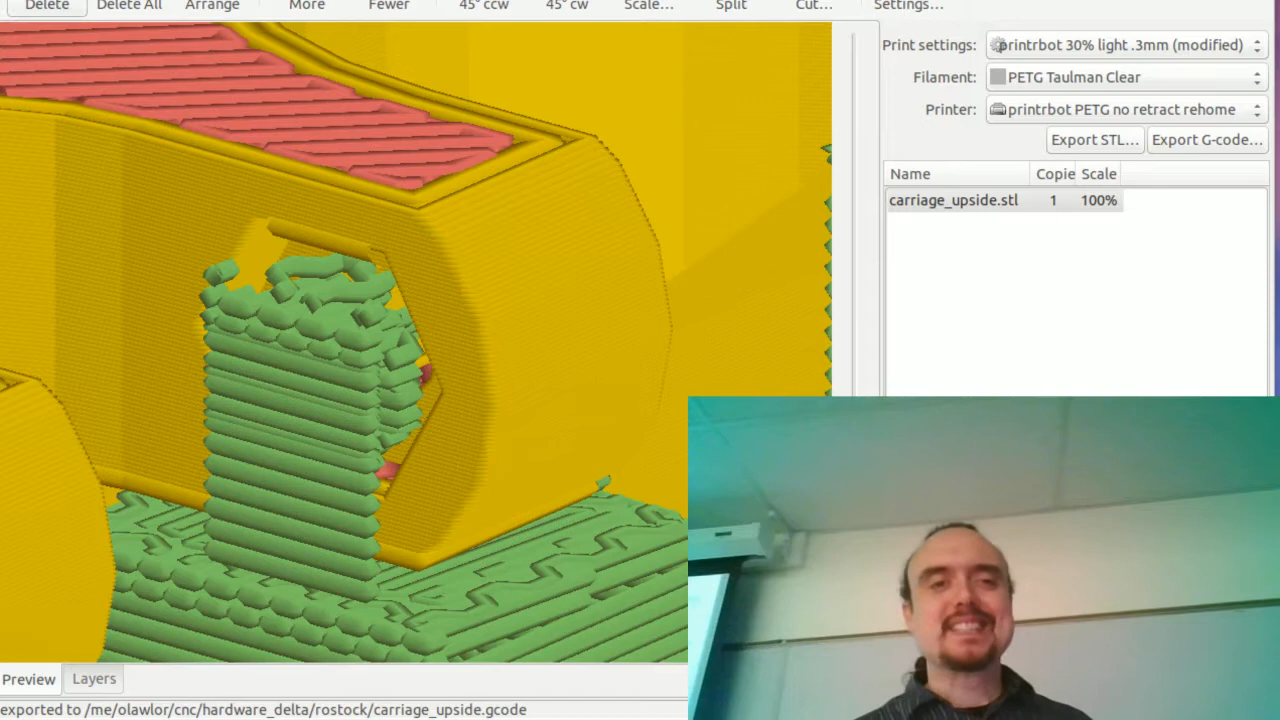 Delete Delete All Arrange More Fewer 45° ccw 45° cw Scale... Split Cut... Settings...
Print settings: printrbot 30% light .3mm (modified)
Filament: PETG Taulman Clear
Printer: printrbot PETG no retract rehome
Export STL... Export G-code...
Name Copie Scale
carriage_upside.stl 1 100%
Preview Layers
exported to /me/olawlor/cnc/hardware_delta/rostock/carriage_upside.gcode